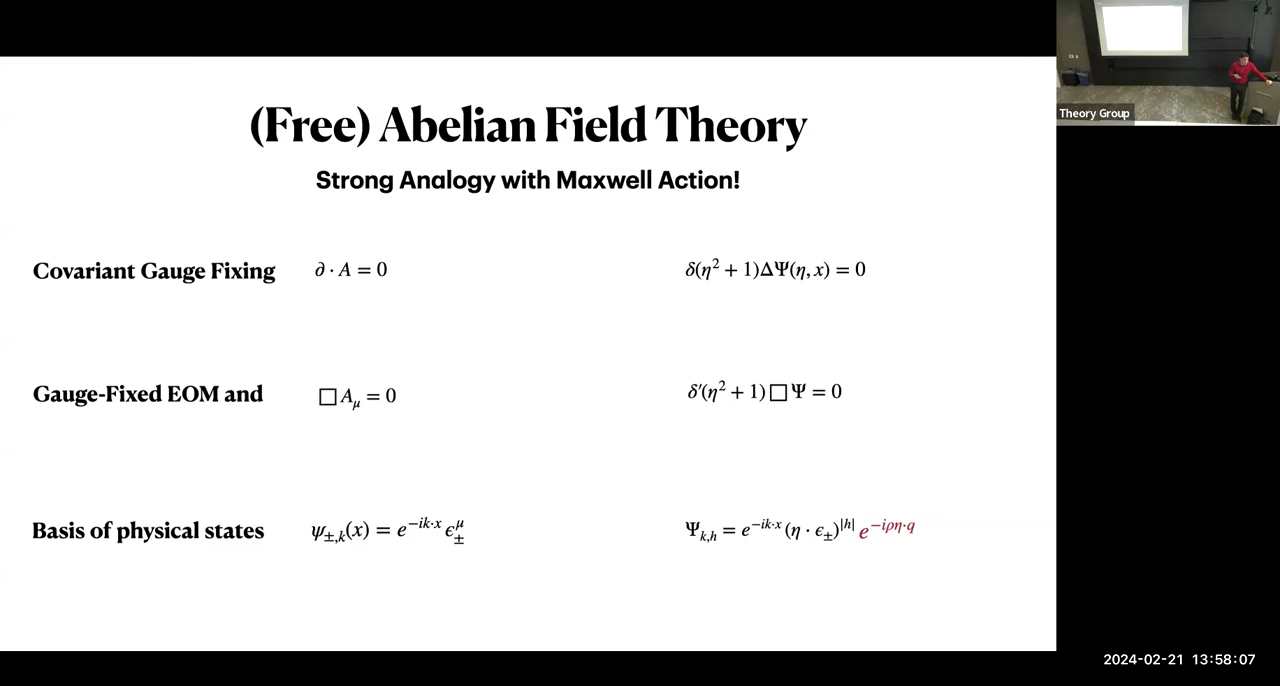 (Free) Abelian Field Theory
Strong Analogy with Maxwell Action!
Covariant Gauge Fixing ∂ · A = 0 δ(η² + 1)ΔΨ(η, x) = 0
Gauge-Fixed EOM and □A_μ = 0 δ′(η² + 1)□Ψ = 0
Basis of physical states ψ_{±,k}(x) = e^{−ik·x} ϵ^μ_± Ψ_{k,h} = e^{−ik·x} (η · ϵ_±)^{|h|} e^{−iρη·q}
Theory Group
2024-02-21 13:58:07